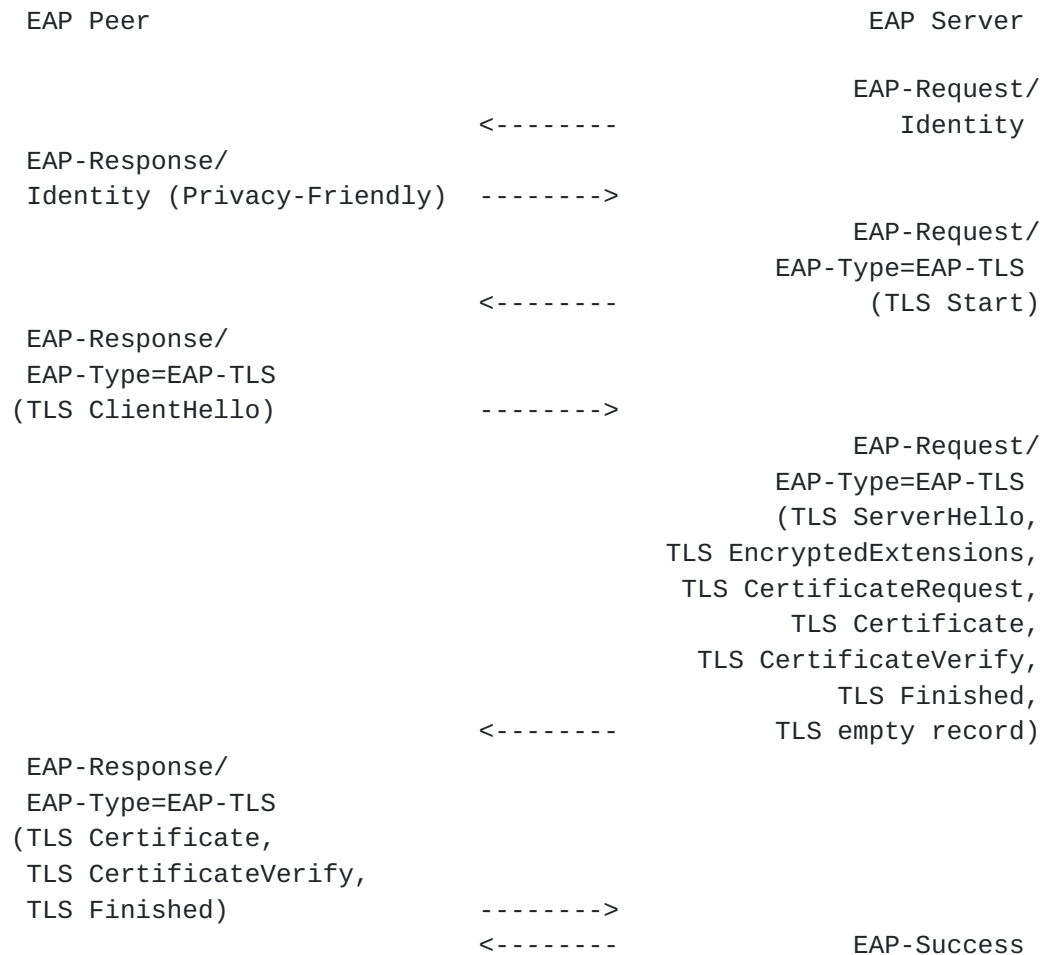 EAP Peer                                              EAP Server

                                                    EAP-Request/
                              <--------                 Identity
EAP-Response/
Identity (Privacy-Friendly)  -------->
                                                    EAP-Request/
                                               EAP-Type=EAP-TLS
                              <--------             (TLS Start)
EAP-Response/
EAP-Type=EAP-TLS
(TLS ClientHello)            -------->
                                                    EAP-Request/
                                               EAP-Type=EAP-TLS
                                               (TLS ServerHello,
                                        TLS EncryptedExtensions,
                                         TLS CertificateRequest,
                                                TLS Certificate,
                                          TLS CertificateVerify,
                                                   TLS Finished,
                              <--------        TLS empty record)
EAP-Response/
EAP-Type=EAP-TLS
(TLS Certificate,
TLS CertificateVerify,
TLS Finished)                -------->
                              <--------             EAP-Success